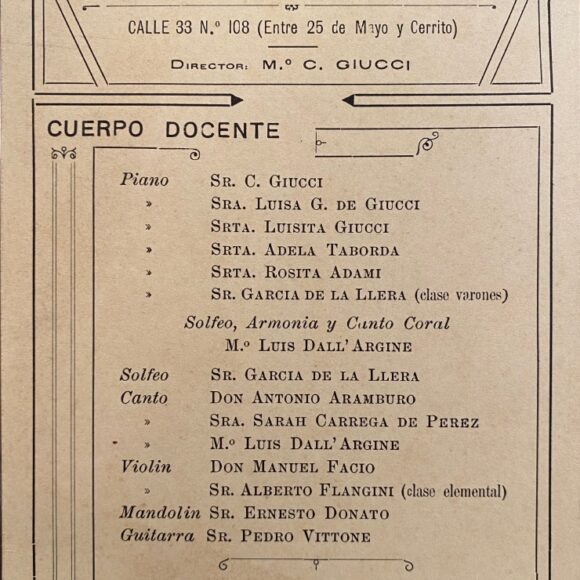 CALLE 33 N.º 108 (Entre 25 de Mayo y Cerrito)
DIRECTOR: M.º C. GIUCCI
CUERPO DOCENTE
Piano SR. C. GIUCCI
» SRA. LUISA G. DE GIUCCI
» SRTA. LUISITA GIUCCI
» SRTA. ADELA TABORDA
» SRTA. ROSITA ADAMI
» SR. GARCIA DE LA LLERA (clase varones)
Solfeo, Armonia y Canto Coral
M.º LUIS DALL'ARGINE
Solfeo SR. GARCIA DE LA LLERA
Canto DON ANTONIO ARAMBURO
» SRA. SARAH CARREGA DE PEREZ
» M.º LUIS DALL'ARGINE
Violin DON MANUEL FACIO
» SR. ALBERTO FLANGINI (clase elemental)
Mandolin SR. ERNESTO DONATO
Guitarra SR. PEDRO VITTONE